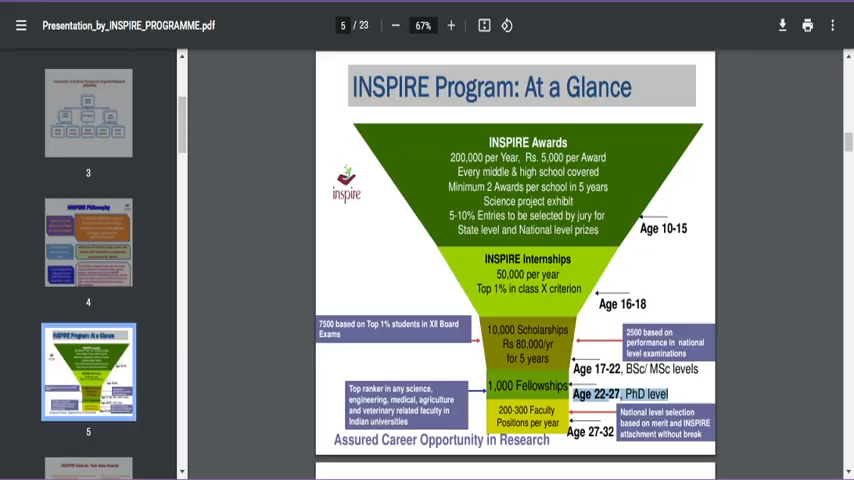 Presentation_by_INSPIRE_PROGRAMME.pdf
5 / 23
67%
3
INSPIRE Philosophy
4
INSPIRE Program: At a Glance
5
INSPIRE Program: At a Glance
INSPIRE Awards
200,000 per Year, Rs. 5,000 per Award
Every middle & high school covered
Minimum 2 Awards per school in 5 years
Science project exhibit
5-10% Entries to be selected by jury for
State level and National level prizes
inspire
Age 10-15
INSPIRE Internships
50,000 per year
Top 1% in class X criterion
Age 16-18
7500 based on Top 1% students in XII Board
Exams
10,000 Scholarships
Rs 80,000/yr
for 5 years
2500 based on
performance in national
level examinations
Age 17-22, BSc/ MSc levels
1,000 Fellowships
Age 22-27, PhD level
Top ranker in any science,
engineering, medical, agriculture
and veterinary related faculty in
Indian universities
200-300 Faculty
Positions per year
National level selection
based on merit and INSPIRE
attachment without break
Age 27-32
Assured Career Opportunity in Research